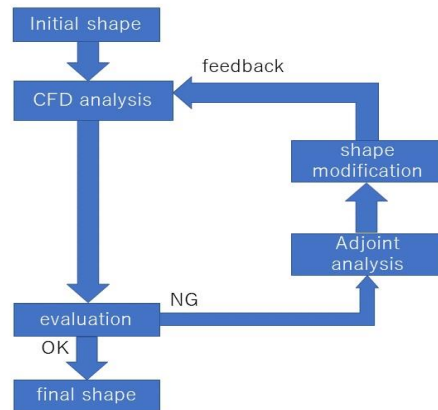 Initial shape
feedback
CFD analysis
shape
modification
Adjoint
analysis
NG
evaluation
OK
final shape